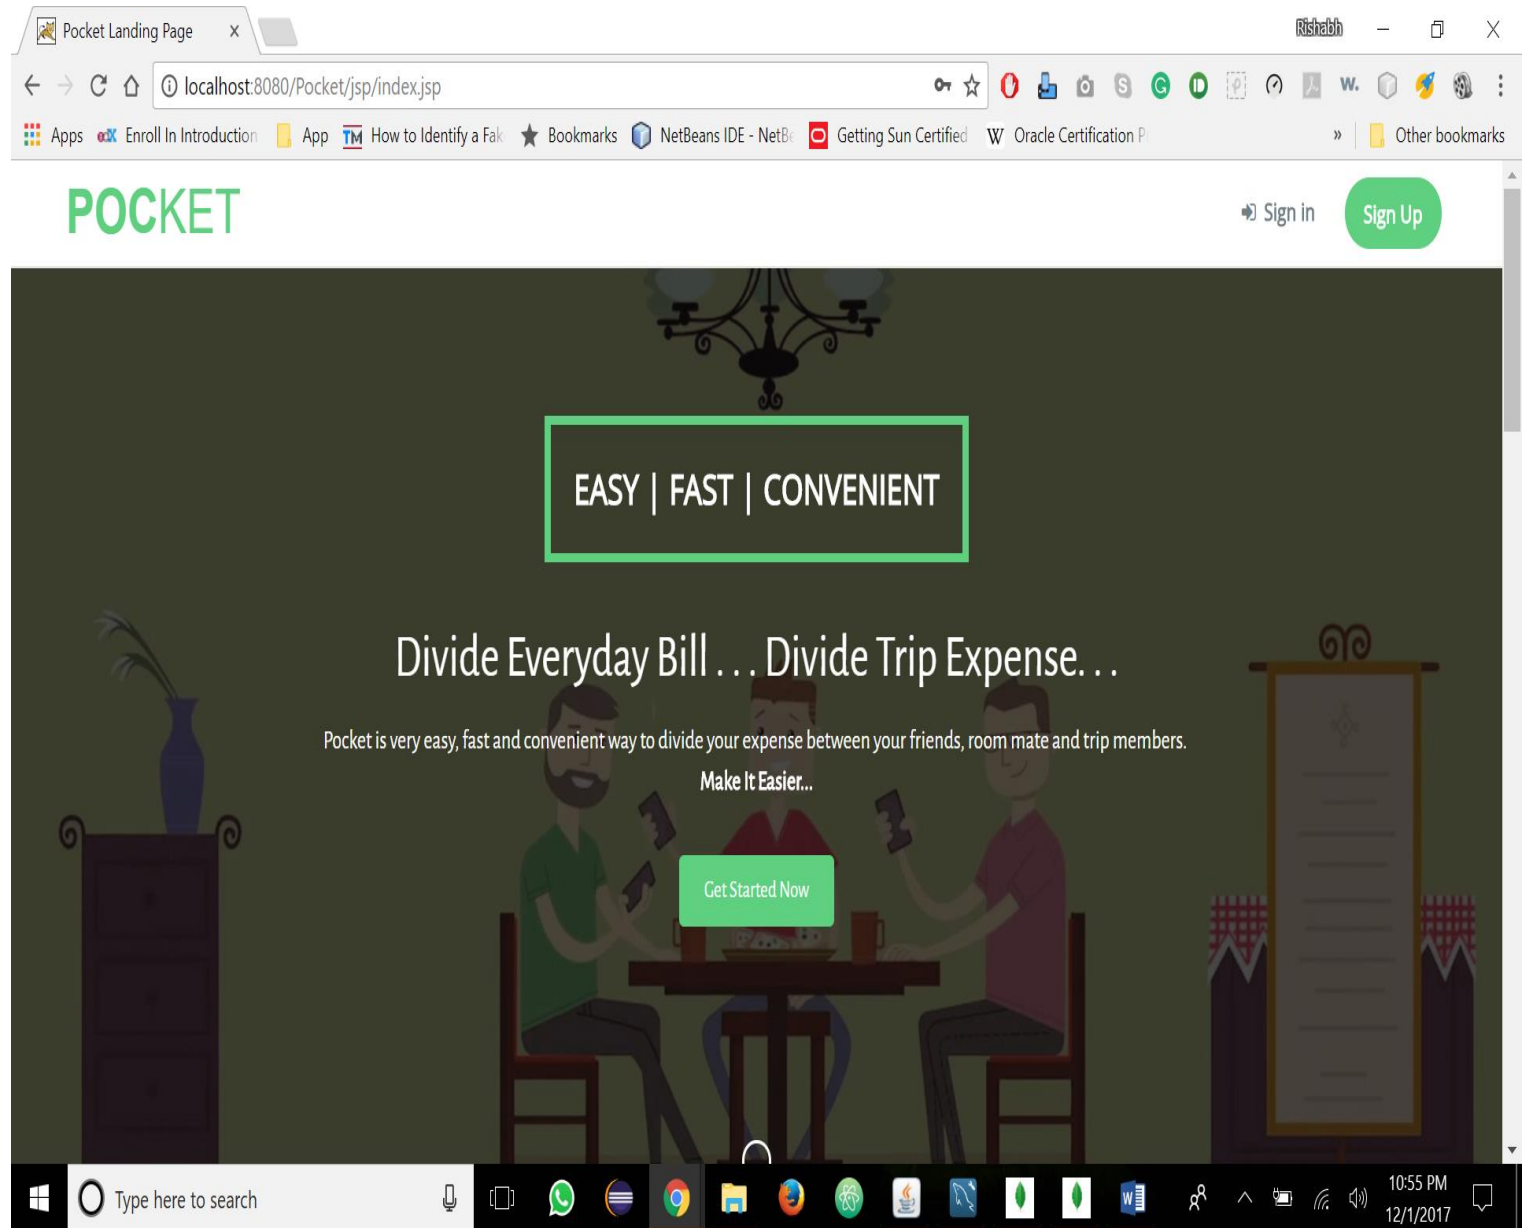 Pocket Landing Page
Rishabh
localhost:8080/Pocket/jsp/index.jsp
Apps Enroll In Introduction App TM How to Identify a Fak Bookmarks NetBeans IDE - NetBe Getting Sun Certified W Oracle Certification P » Other bookmarks
POCKET
Sign in
Sign Up
EASY | FAST | CONVENIENT
Divide Everyday Bill . . . Divide Trip Expense. . .
Pocket is very easy, fast and convenient way to divide your expense between your friends, room mate and trip members.
Make It Easier...
Get Started Now
Type here to search
10:55 PM
12/1/2017